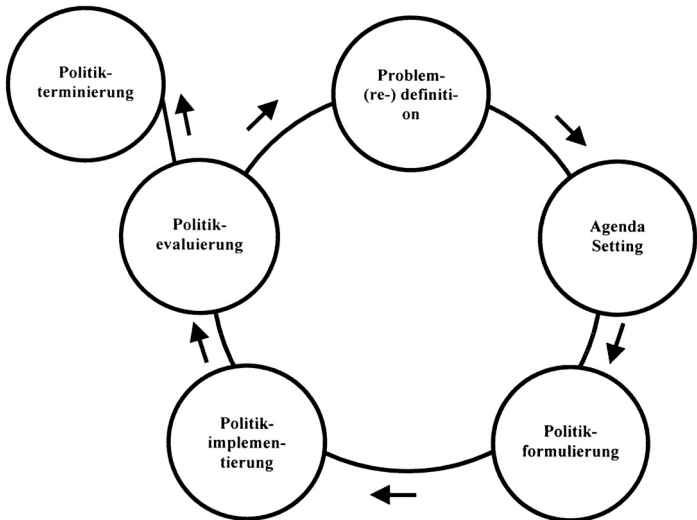 Politik-
terminierung
Problem-
(re-) definiti-
on
Agenda
Setting
Politik-
formulierung
Politik-
implemen-
tierung
Politik-
evaluierung